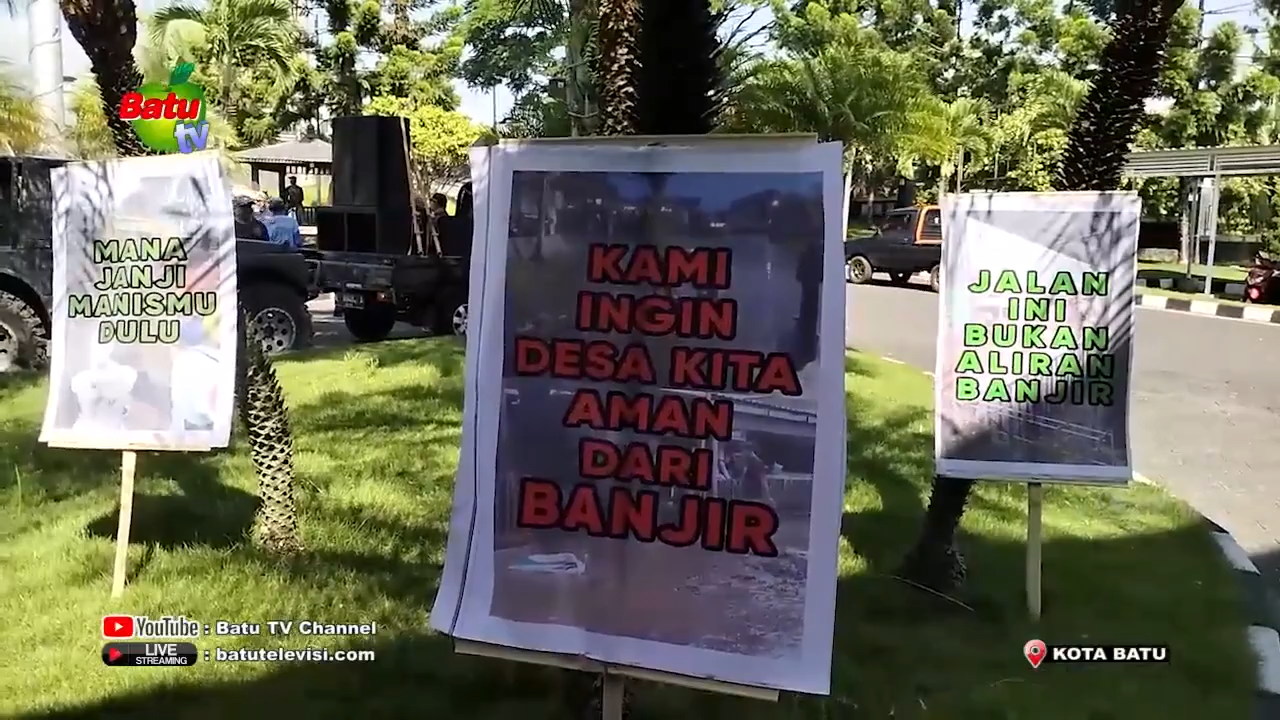 Batu
tv
MANA
JANJI
MANISMU
DULU
KAMI
INGIN
DESA KITA
AMAN
DARI
BANJIR
JALAN
INI
BUKAN
ALIRAN
BANJIR
YouTube : Batu TV Channel
LIVE
STREAMING : batutelevisi.com
KOTA BATU